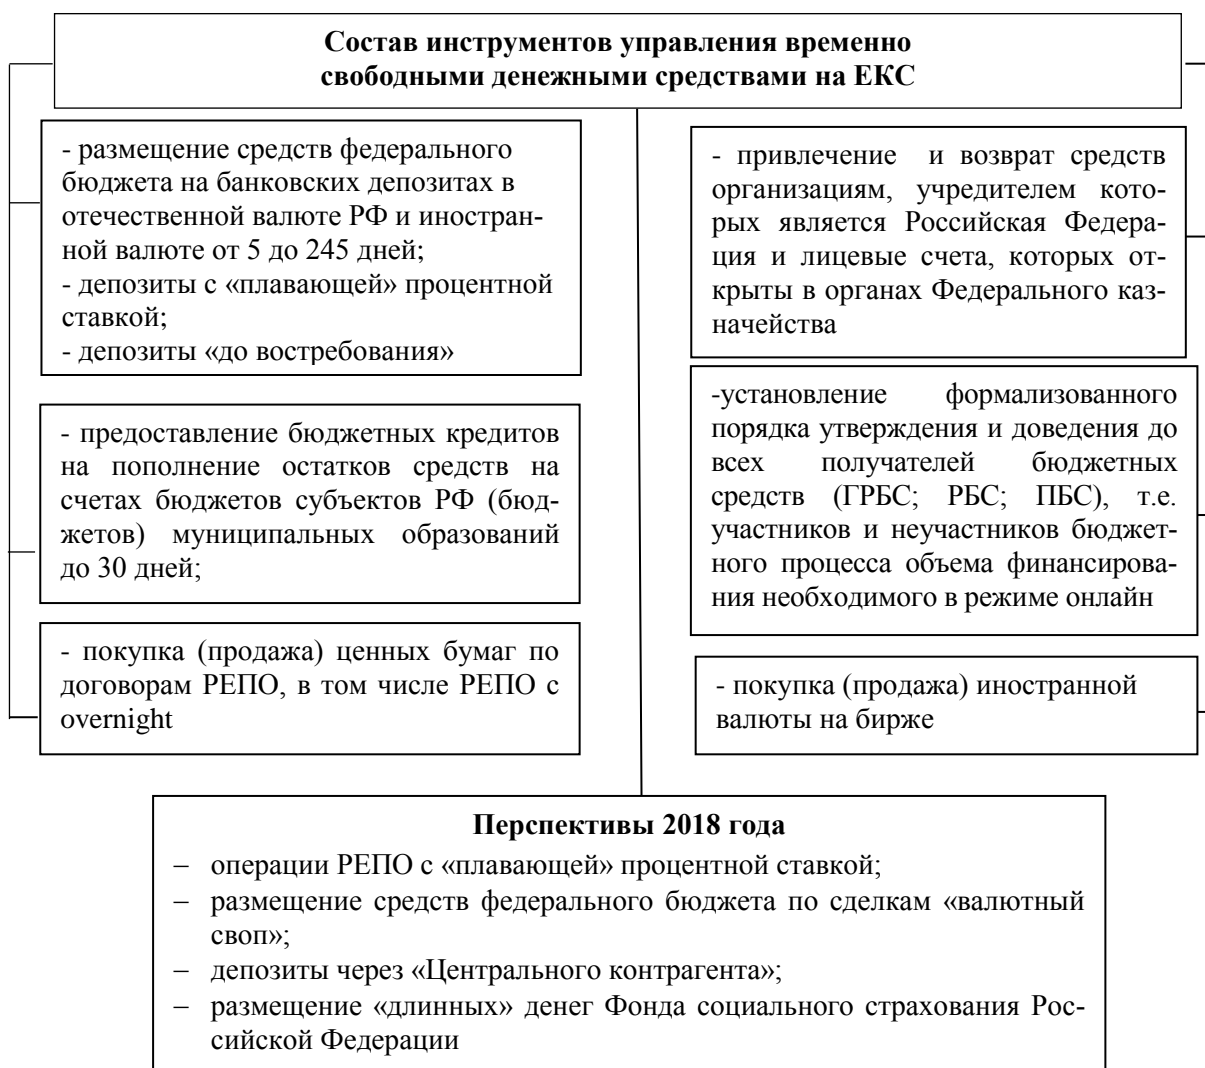 Состав инструментов управления временно
свободными денежными средствами на ЕКС
- размещение средств федерального
бюджета на банковских депозитах в
отечественной валюте РФ и иностран-
ной валюте от 5 до 245 дней;
- депозиты с «плавающей» процентной
ставкой;
- депозиты «до востребования»
- предоставление бюджетных кредитов
на пополнение остатков средств на
счетах бюджетов субъектов РФ (бюд-
жетов) муниципальных образований
до 30 дней;
- покупка (продажа) ценных бумаг по
договорам РЕПО, в том числе РЕПО с
overnight
- привлечение и возврат средств
организациям, учредителем кото-
рых является Российская Федера-
ция и лицевые счета, которых от-
крыты в органах Федерального каз-
начейства
-установление формализованного
порядка утверждения и доведения до
всех получателей бюджетных
средств (ГРБС; РБС; ПБС), т.е.
участников и неучастников бюджет-
ного процесса объема финансирова-
ния необходимого в режиме онлайн
- покупка (продажа) иностранной
валюты на бирже
Перспективы 2018 года
– операции РЕПО с «плавающей» процентной ставкой;
– размещение средств федерального бюджета по сделкам «валютный
своп»;
– депозиты через «Центрального контрагента»;
– размещение «длинных» денег Фонда социального страхования Рос-
сийской Федерации